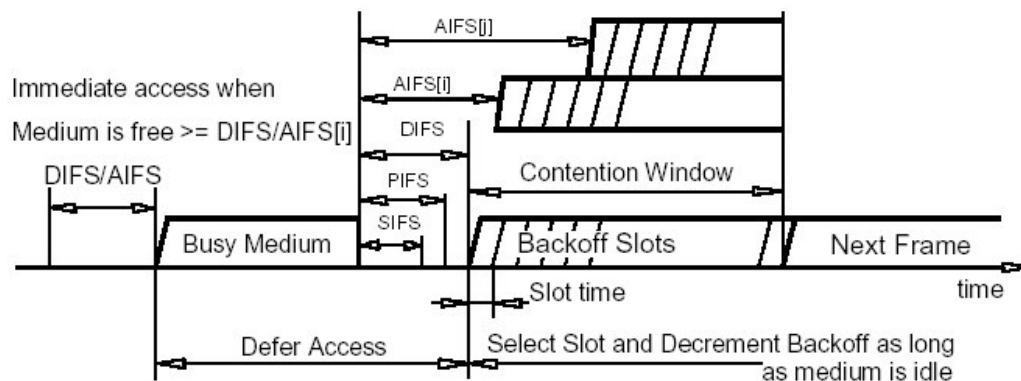 AIFS[j]
AIFS[i]
Immediate access when
Medium is free >= DIFS/AIFS[i]
DIFS
DIFS/AIFS
PIFS
Contention Window
SIFS
Busy Medium
Backoff Slots
Next Frame
Slot time
time
Defer Access
Select Slot and Decrement Backoff as long
as medium is idle